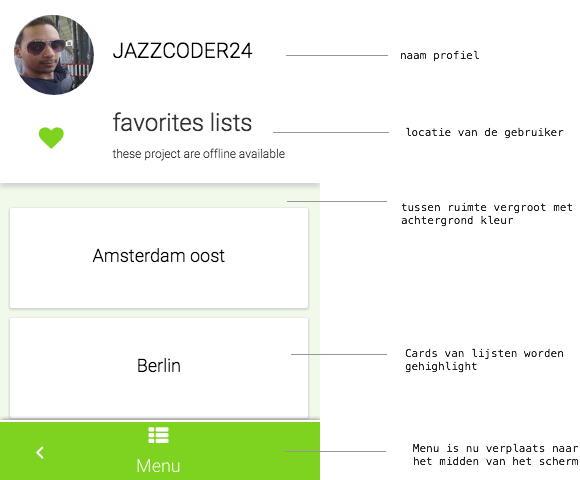 JAZZCODER24
naam profiel
favorites lists
locatie van de gebruiker
these project are offline available
tussen ruimte vergroot met
achtergrond kleur
Amsterdam oost
Berlin
Cards van lijsten worden
gehighlight
Menu
Menu is nu verplaats naar
het midden van het scherm